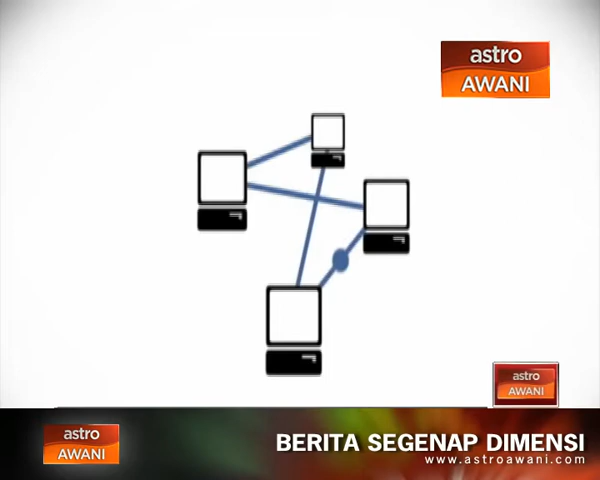 astro
AWANI
astro
AWANI
astro
AWANI
BERITA SEGENAP DIMENSI
www.astroawani.com